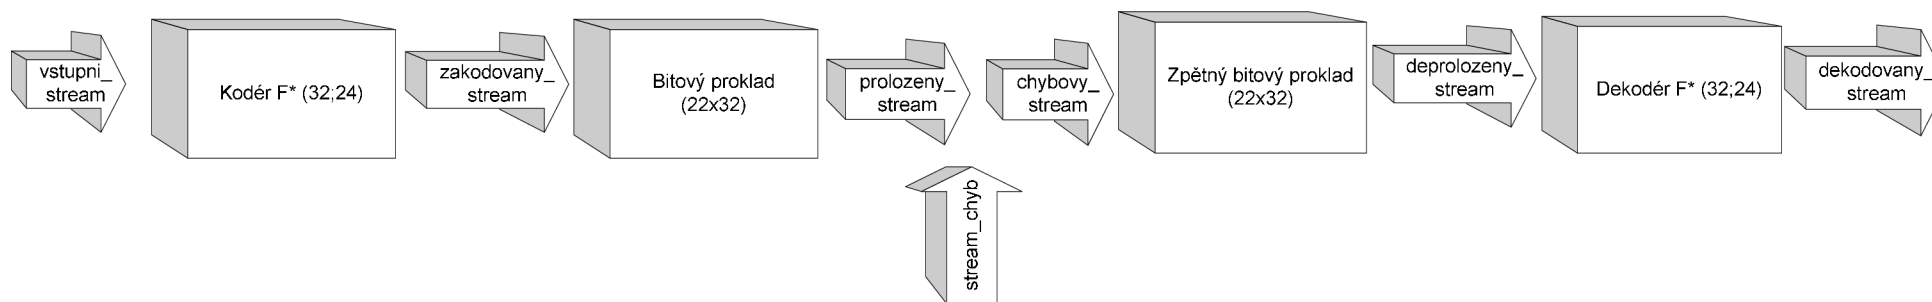 vstupni_
stream
Kodér F* (32;24)
zakodovany_
stream
Bitový proklad
(22x32)
prolozeny_
stream
stream_chyb
chybovy_
stream
Zpětný bitový proklad
(22x32)
deprolozeny_
stream
Dekodér F* (32;24)
dekodovany_
stream